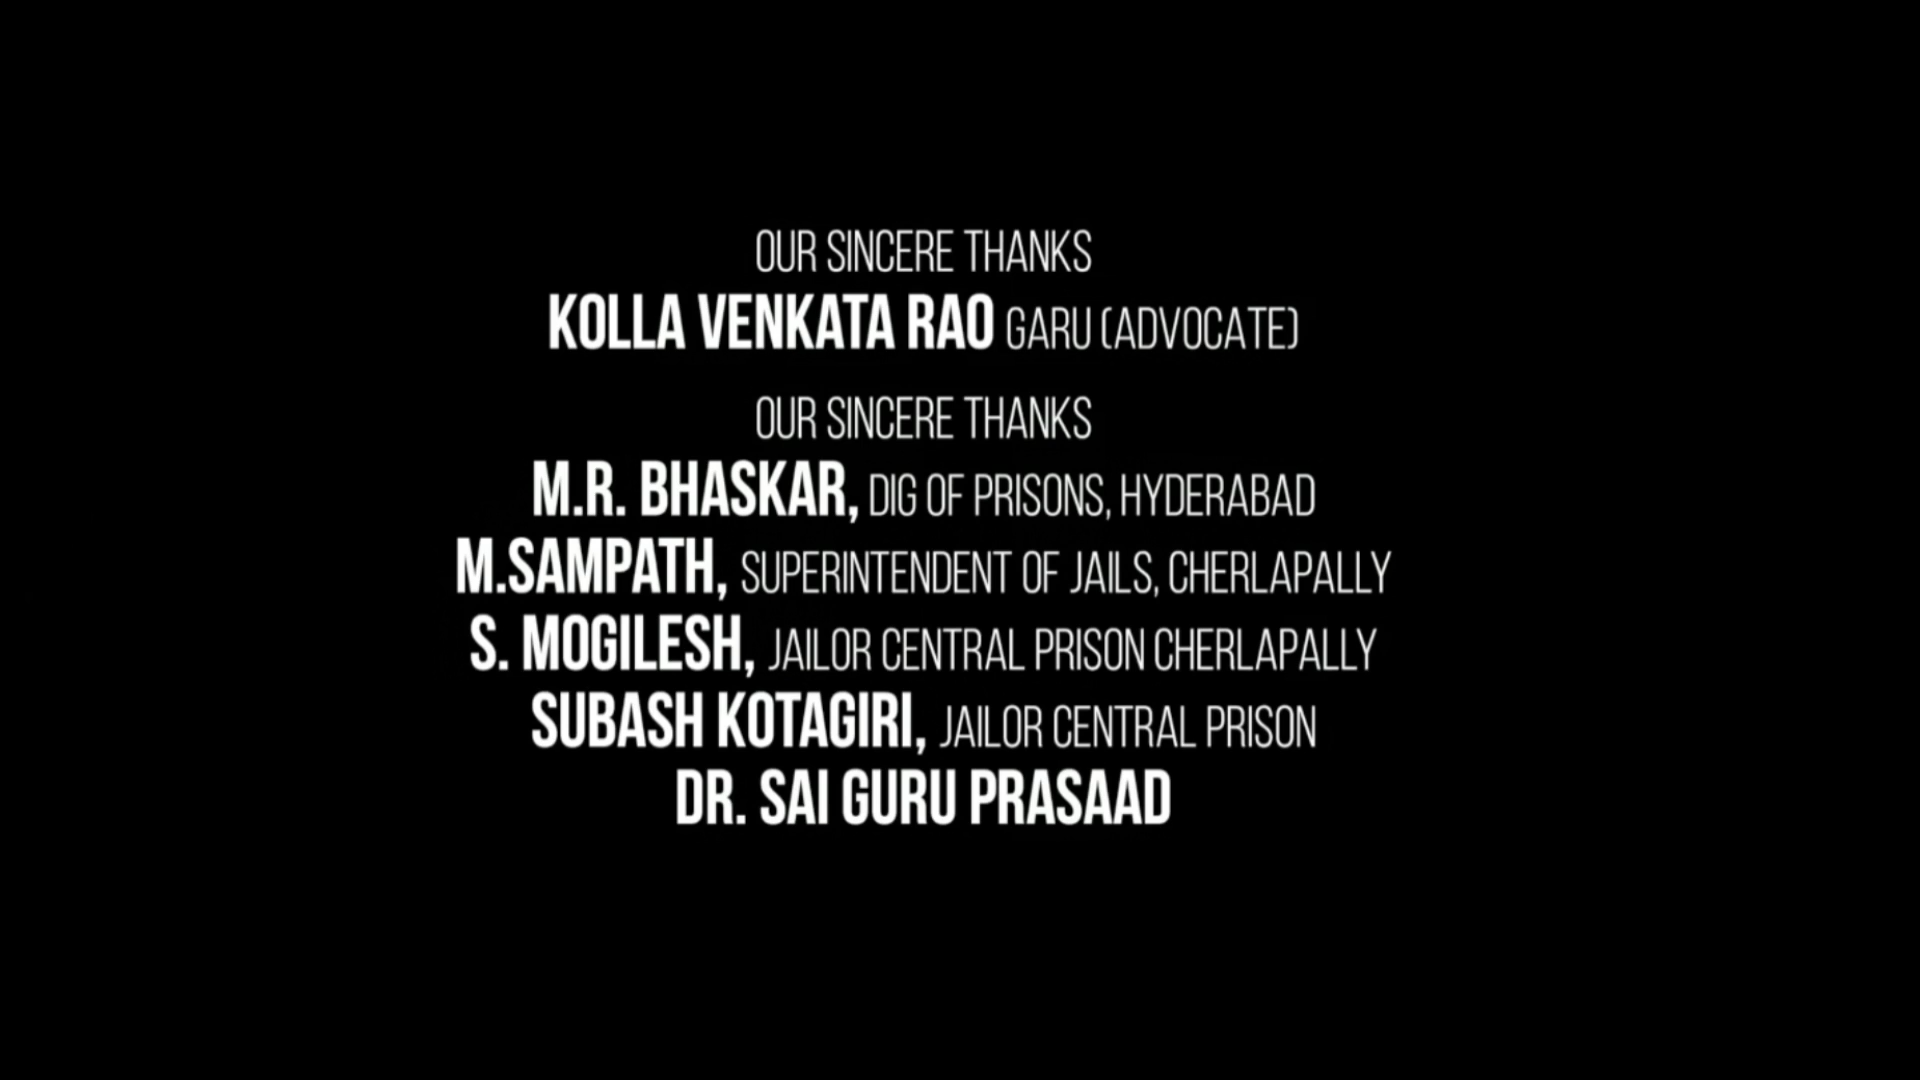 OUR SINCERE THANKS
KOLLA VENKATA RAO GARU (ADVOCATE)
OUR SINCERE THANKS
M.R. BHASKAR, DIG OF PRISONS, HYDERABAD
M.SAMPATH, SUPERINTENDENT OF JAILS, CHERLAPALLY
S. MOGILESH, JAILOR CENTRAL PRISON CHERLAPALLY
SUBASH KOTAGIRI, JAILOR CENTRAL PRISON
DR. SAI GURU PRASAAD